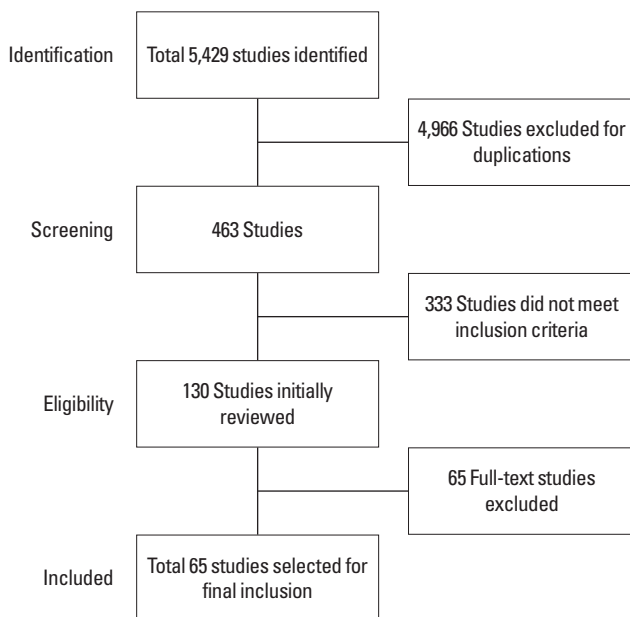 Identification
Total 5,429 studies identified
4,966 Studies excluded for
duplications
Screening
463 Studies
333 Studies did not meet
inclusion criteria
Eligibility
130 Studies initially
reviewed
65 Full-text studies
excluded
Included
Total 65 studies selected for
final inclusion